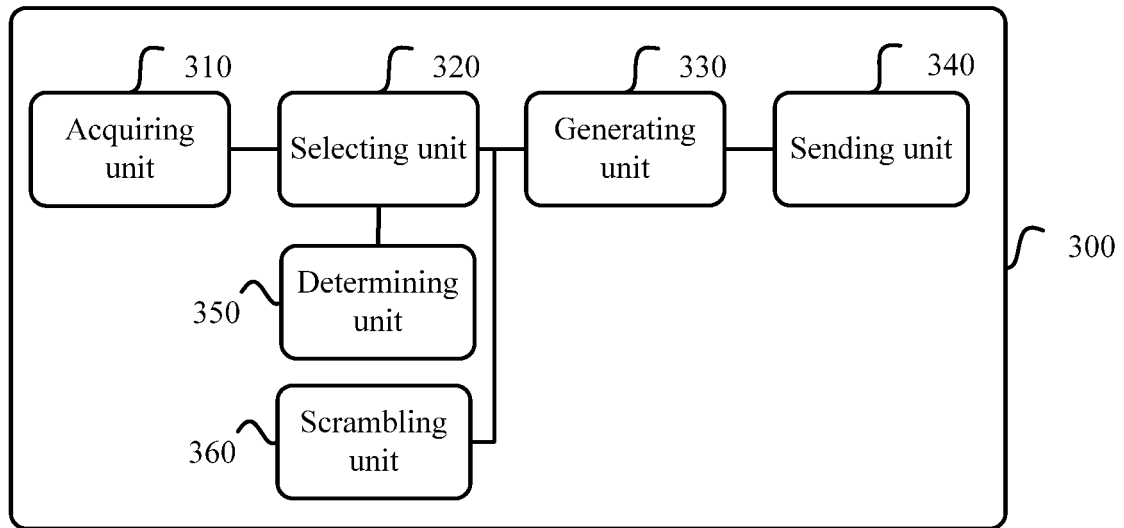 310
320
330
340
Acquiring
unit
Selecting unit
Generating
unit
Sending unit
300
Determining
unit
350
Scrambling
unit
360